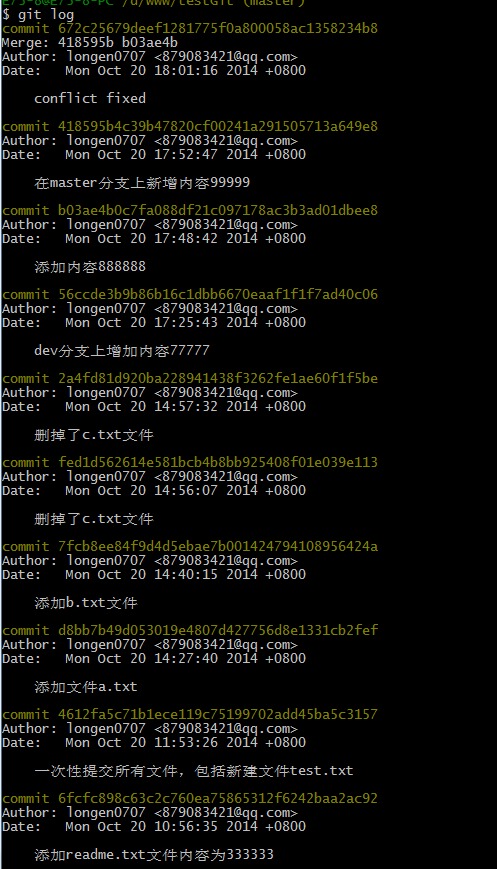 E75-8@E75-8-PC /d/www/testGit (master)
$ git log
commit 672c25679deef1281775f0a800058ac1358234b8
Merge: 418595b b03ae4b
Author: longen0707 <879083421@qq.com>
Date:   Mon Oct 20 18:01:16 2014 +0800
conflict fixed
commit 418595b4c39b47820cf00241a291505713a649e8
Author: longen0707 <879083421@qq.com>
Date:   Mon Oct 20 17:52:47 2014 +0800
在master分支上新增内容99999
commit b03ae4b0c7fa088df21c097178ac3b3ad01dbee8
Author: longen0707 <879083421@qq.com>
Date:   Mon Oct 20 17:48:42 2014 +0800
添加内容888888
commit 56ccde3b9b86b16c1dbb6670eaaf1f1f7ad40c06
Author: longen0707 <879083421@qq.com>
Date:   Mon Oct 20 17:25:43 2014 +0800
dev分支上增加内容77777
commit 2a4fd81d920ba228941438f3262fe1ae60f1f5be
Author: longen0707 <879083421@qq.com>
Date:   Mon Oct 20 14:57:32 2014 +0800
删掉了c.txt文件
commit fed1d562614e581bcb4b8bb925408f01e039e113
Author: longen0707 <879083421@qq.com>
Date:   Mon Oct 20 14:56:07 2014 +0800
删掉了c.txt文件
commit 7fcb8ee84f9d4d5ebae7b001424794108956424a
Author: longen0707 <879083421@qq.com>
Date:   Mon Oct 20 14:40:15 2014 +0800
添加b.txt文件
commit d8bb7b49d053019e4807d427756d8e1331cb2fef
Author: longen0707 <879083421@qq.com>
Date:   Mon Oct 20 14:27:40 2014 +0800
添加文件a.txt
commit 4612fa5c71b1ece119c75199702add45ba5c3157
Author: longen0707 <879083421@qq.com>
Date:   Mon Oct 20 11:53:26 2014 +0800
一次性提交所有文件，包括新建文件test.txt
commit 6fcfc898c63c2c760ea75865312f6242baa2ac92
Author: longen0707 <879083421@qq.com>
Date:   Mon Oct 20 10:56:35 2014 +0800
添加readme.txt文件内容为333333